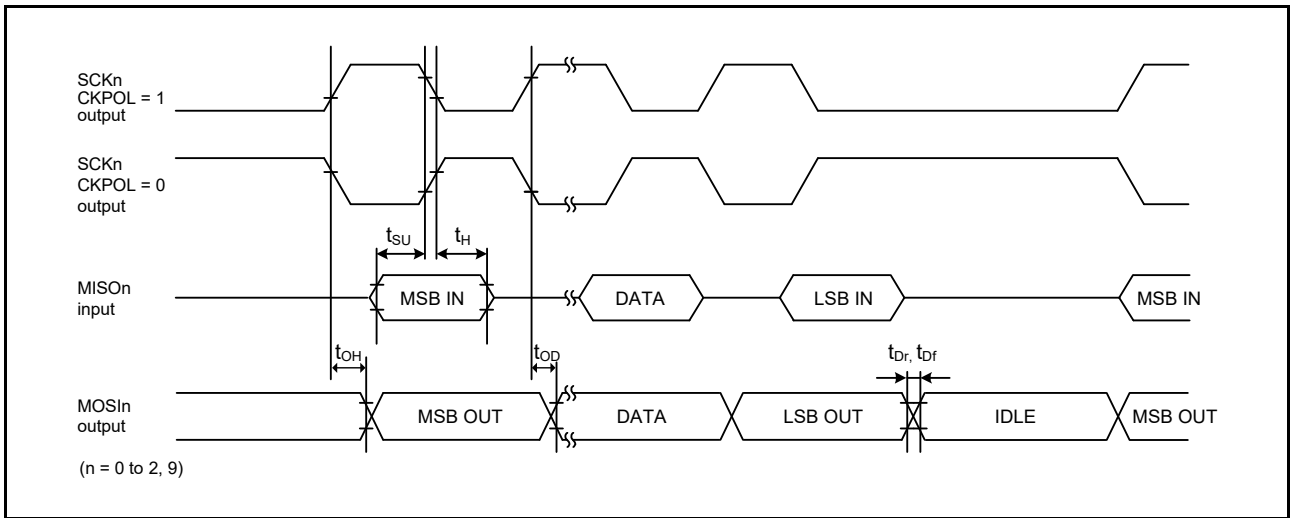 SCKn
CKPOL = 1
output
SCKn
CKPOL = 0
output
tSU
tH
MISOn
input
MSB IN
DATA
LSB IN
MSB IN
tOH
tOD
tDr, tDf
MOSIn
output
MSB OUT
DATA
LSB OUT
IDLE
MSB OUT
(n = 0 to 2, 9)